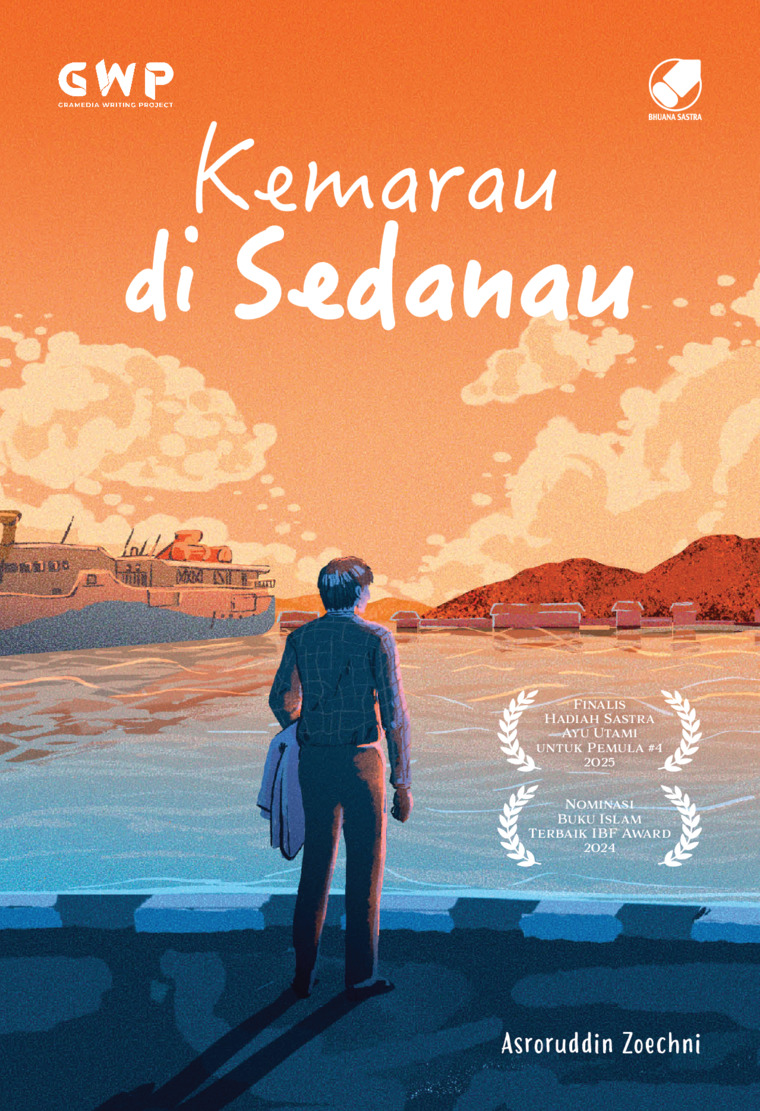 GWP
GRAMEDIA WRITING PROJECT
BHUANA SASTRA
Kemarau
di Sedanau
FINALIS
HADIAH SASTRA
AYU UTAMI
UNTUK PEMULA #4
2025
NOMINASI
BUKU ISLAM
TERBAIK IBF AWARD
2024
Asroruddin Zoechni